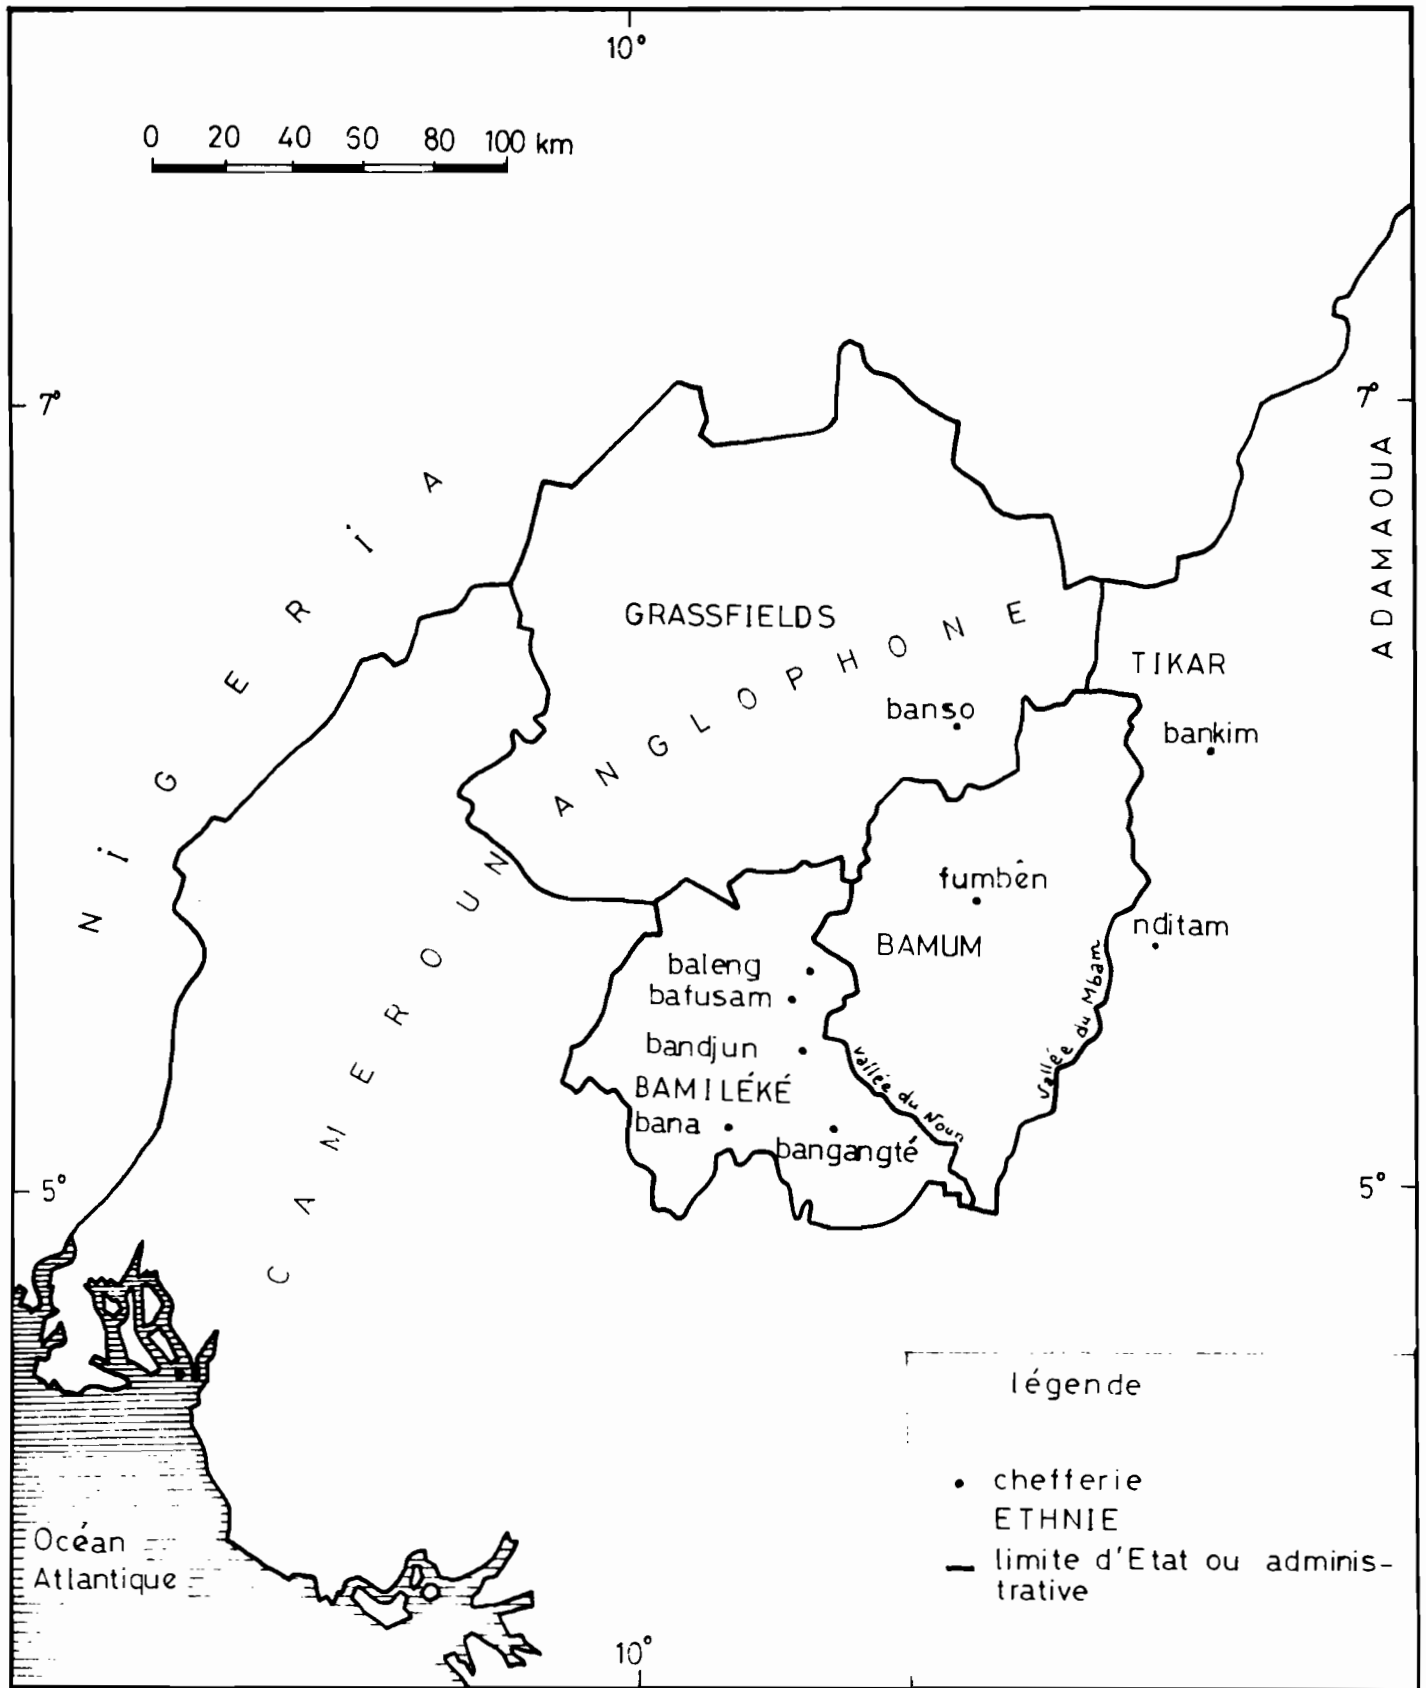 10°
0 20 40 60 80 100 km
7°
7°
ADAMAOUA
NiGERiA
GRASSFIELDS
CAMEROUN ANGLOPHONE
TIKAR
banso
bankim
fumbên
nditam
BAMUM
baleng
bafusam
bandjun
vallée du Mbam
vallée du Noun
BAMILÉKÉ
bana
bangangté
5°
5°
légende
chefferie
ETHNIE
limite d'Etat ou adminis-
trative
Océan
Atlantique
10°